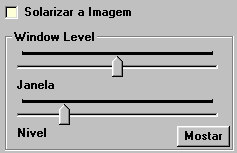 Solarizar a Imagem
Window Level
Janela
Nivel
Mostar